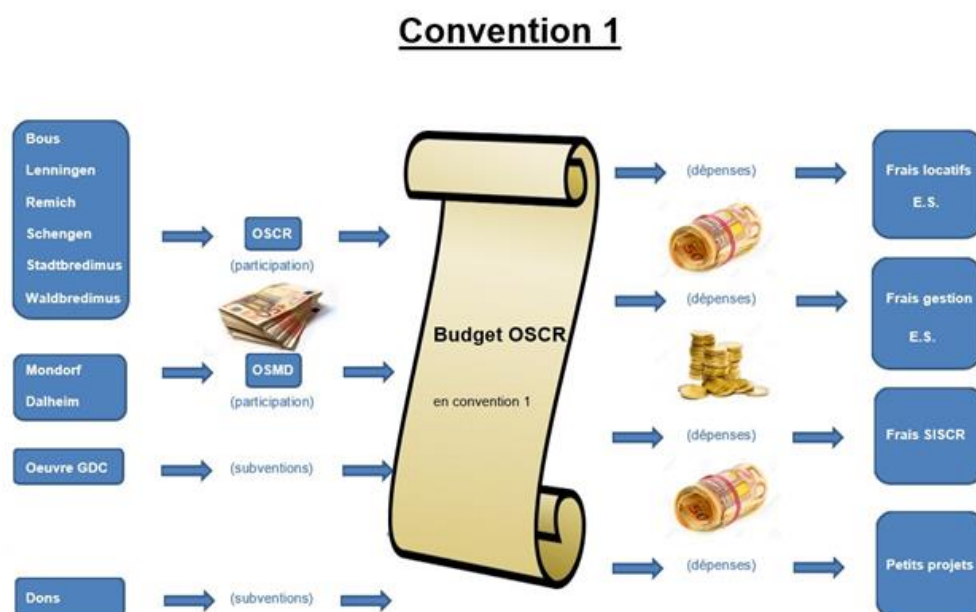 Convention 1
Bous
Lenningen
Remich
Schengen
Stadtbredimus
Waldbredimus
OSCR
(participation)
Mondorf
Dalheim
OSMD
(participation)
Oeuvre GDC
(subventions)
Dons
(subventions)
Budget OSCR
en convention 1
(dépenses)
Frais locatifs
E.S.
(dépenses)
Frais gestion
E.S.
(dépenses)
Frais SISCR
(dépenses)
Petits projets